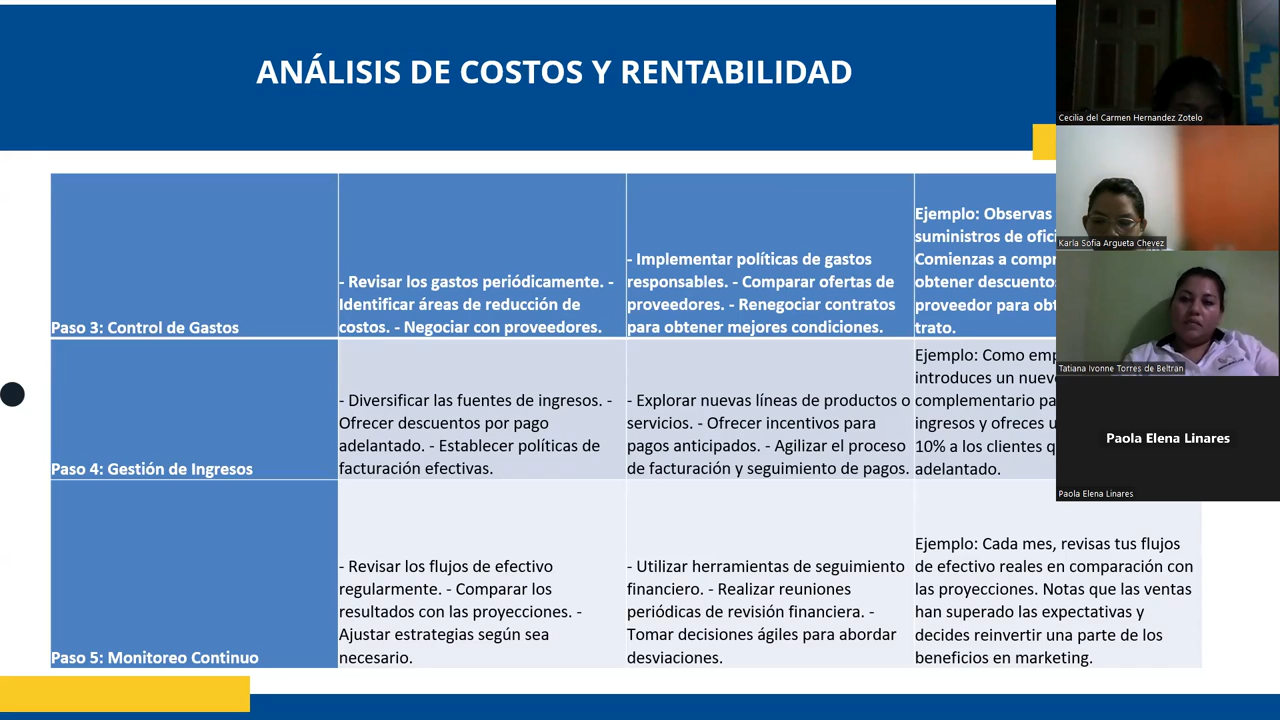 ANÁLISIS DE COSTOS Y RENTABILIDAD
Paso 3: Control de Gastos
- Revisar los gastos periódicamente. -
Identificar áreas de reducción de
costos. - Negociar con proveedores.
- Implementar políticas de gastos
responsables. - Comparar ofertas de
proveedores. - Renegociar contratos
para obtener mejores condiciones.
Ejemplo: Observas
suministros de
Comienzas a
obtener
proveedor para
trato.
Paso 4: Gestión de Ingresos
- Diversificar las fuentes de ingresos. -
Ofrecer descuentos por pago
adelantado. - Establecer políticas de
facturación efectivas.
- Explorar nuevas líneas de productos o
servicios. - Ofrecer incentivos para
pagos anticipados. - Agilizar el proceso
de facturación y seguimiento de pagos.
Ejemplo: Como
introduces un
complementario
ingresos y ofreces
10% a los clientes
adelantado.
Paso 5: Monitoreo Continuo
- Revisar los flujos de efectivo
regularmente. - Comparar los
resultados con las proyecciones. -
Ajustar estrategias según sea
necesario.
- Utilizar herramientas de seguimiento
financiero. - Realizar reuniones
periódicas de revisión financiera. -
Tomar decisiones ágiles para abordar
desviaciones.
Ejemplo: Cada mes, revisas tus flujos
de efectivo reales en comparación con
las proyecciones. Notas que las ventas
han superado las expectativas y
decides reinvertir una parte de los
beneficios en marketing.
Cecilia del Carmen Hernandez Zotelo
Karla Sofia Argueta Chevez
Tatiana Ivonne Torres de Beltran
Paola Elena Linares
Paola Elena Linares